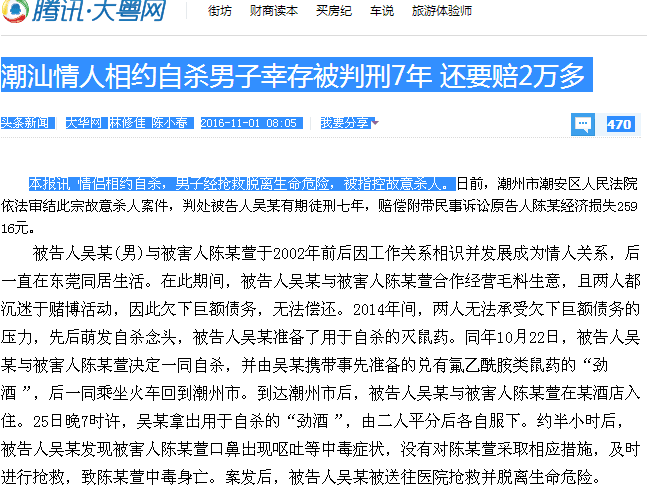 腾讯·大粤网 街坊 财商读本 买房纪 车说 旅游体验师
潮汕情人相约自杀男子幸存被判刑7年 还要赔2万多
头条新闻 大华网 林修佳 陈小春 2016-11-01 08:05 我要分享 470
本报讯 情侣相约自杀，男子经抢救脱离生命危险，被指控故意杀人。日前，潮州市潮安区人民法院
依法审结此宗故意杀人案件，判处被告人吴某有期徒刑七年，赔偿附带民事诉讼原告人陈某经济损失259
16元。
被告人吴某(男)与被害人陈某萱于2002年前后因工作关系相识并发展成为情人关系，后
一直在东莞同居生活。在此期间，被告人吴某与被害人陈某萱合作经营毛料生意，且两人都
沉迷于赌博活动，因此欠下巨额债务，无法偿还。2014年间，两人无法承受欠下巨额债务的
压力，先后萌发自杀念头，被告人吴某准备了用于自杀的灭鼠药。同年10月22日，被告人吴
某与被害人陈某萱决定一同自杀，并由吴某携带事先准备的兑有氟乙酰胺类鼠药的“劲
酒 ”，后一同乘坐火车回到潮州市。到达潮州市后，被告人吴某与被害人陈某萱在某酒店入
住。25日晚7时许，吴某拿出用于自杀的“劲酒 ”，由二人平分后各自服下。约半小时后，
被告人吴某发现被害人陈某萱口鼻出现呕吐等中毒症状，没有对陈某萱采取相应措施，及时
进行抢救，致陈某萱中毒身亡。案发后，被告人吴某被送往医院抢救并脱离生命危险。